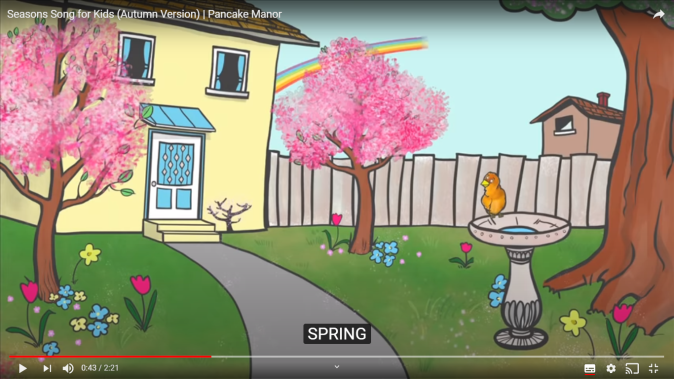 Seasons Song for Kids (Autumn Version) | Pancake Manor
SPRING
0:43 / 2:21